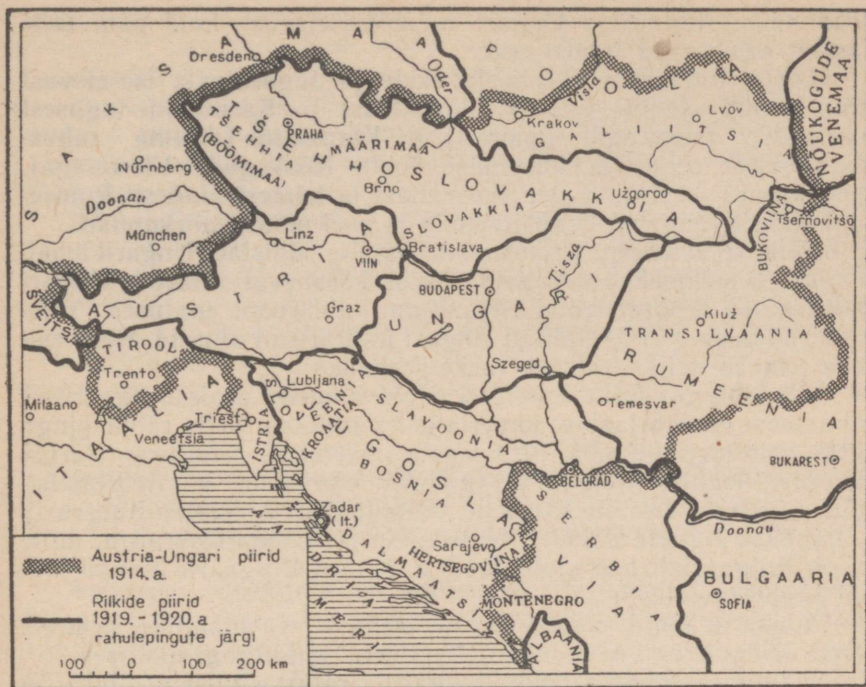 SAKSAMAA
Dresden
Oder
POOLA
Visla
Krakov
Lvov
GALIITSIA
NÕUKOGUDE
VENEMAA
TŠEHHOSLOVAKKIA
TŠEHHIA
(BÖÖMIMAA)
PRAHA
MÄÄRIMAA
Brno
Nürnberg
Doonau
München
SLOVAKKIA
Užgorod
BUKOVIINA
Tšernovitsõ
Linz
VIIN
Bratislava
AUSTRIA
BUDAPEST
Tisza
UNGARI
Graz
ŠVEITS
TIROOL
Trento
Kluž
TRANSILVAANIA
RUMEENIA
Szeged
Temesvar
Milaano
Veneetsia
Triest
ISTRIA
ITAALIA
Ljubljana
SLOVEENIA
KROAATIA
SLAVOONIA
JUGOSLAAVIA
BOSNIA
BELGRAD
BUKAREST
Doonau
Zadar
(It.)
Sarajevo
HERTSEGOVIINA
DALMAATSIA
SERBIA
MONTENEGRO
AADRIA MERI
ALBAANIA
BULGAARIA
SOFIA
Austria-Ungari piirid
1914. a.
Riikide piirid
1919. - 1920. a
rahulepingute järgi
100 0 100 200 km